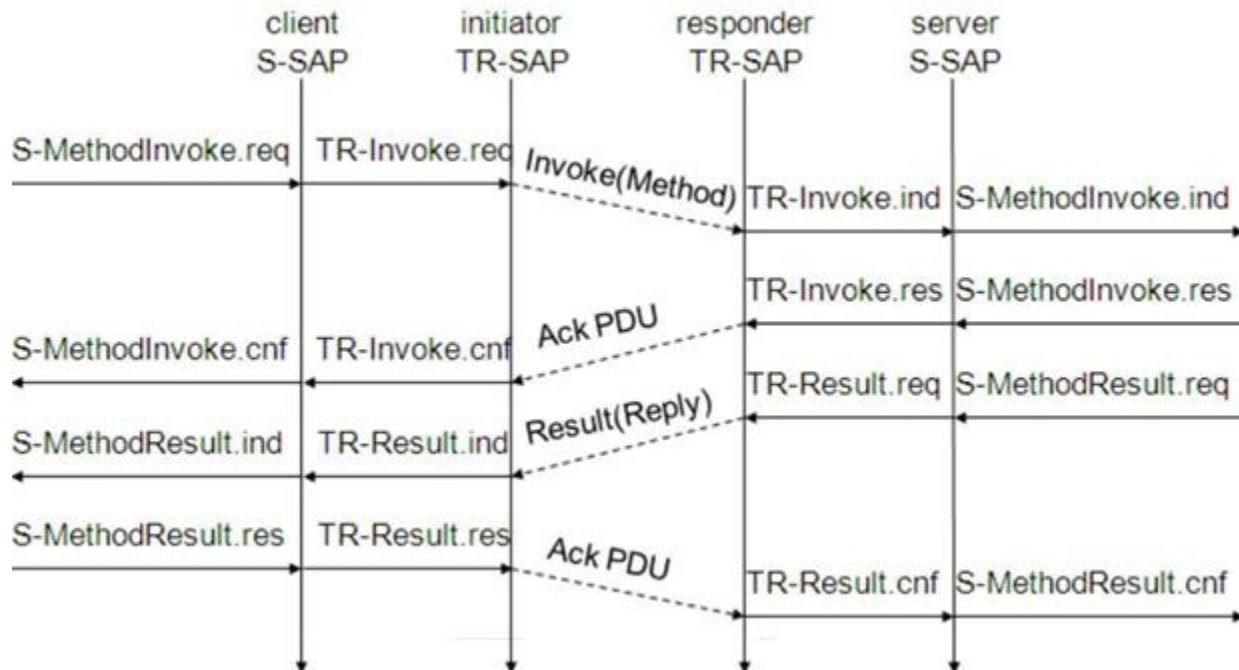 client initiator responder server
S-SAP TR-SAP TR-SAP S-SAP
S-MethodInvoke.req TR-Invoke.req Invoke(Method)
TR-Invoke.ind S-MethodInvoke.ind
TR-Invoke.res S-MethodInvoke.res
Ack PDU
S-MethodInvoke.cnf TR-Invoke.cnf
TR-Result.req S-MethodResult.req
Result(Reply)
S-MethodResult.ind TR-Result.ind
S-MethodResult.res TR-Result.res
Ack PDU
TR-Result.cnf S-MethodResult.cnf